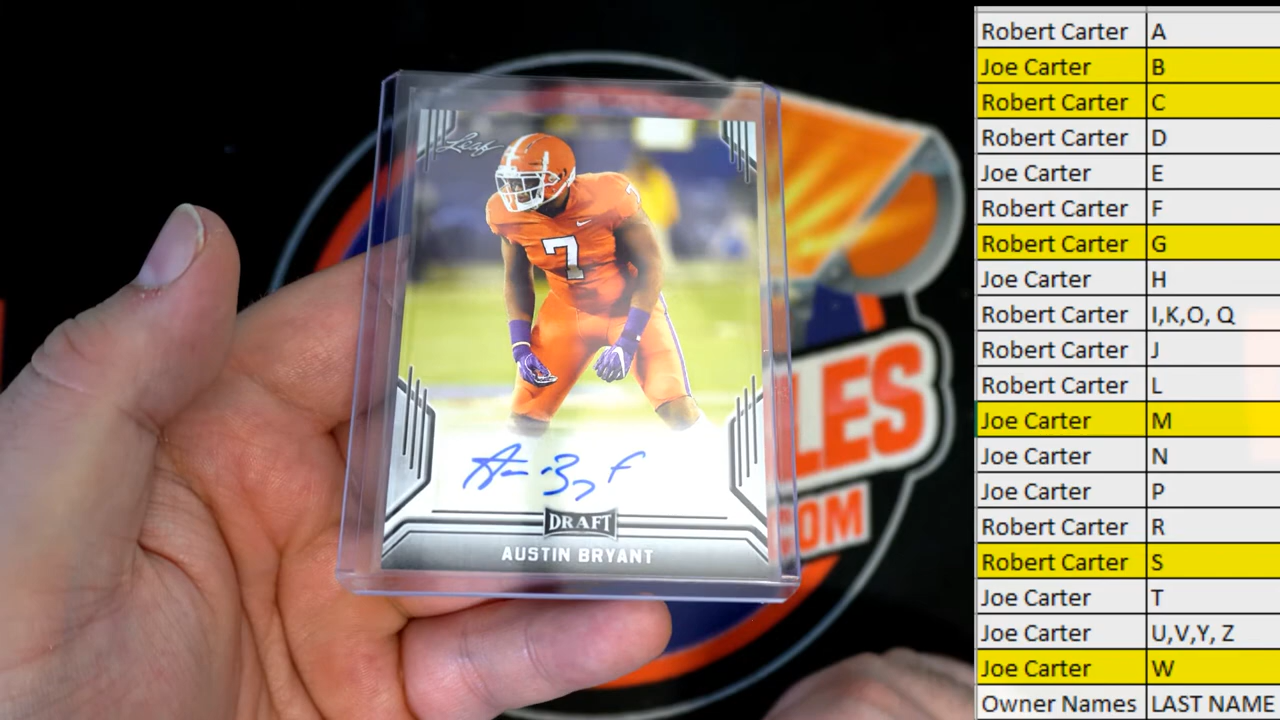 Leaf
7
7
DRAFT
AUSTIN BRYANT
LES
.COM
Robert Carter A
Joe Carter B
Robert Carter C
Robert Carter D
Joe Carter E
Robert Carter F
Robert Carter G
Joe Carter H
Robert Carter I,K,O, Q
Robert Carter J
Robert Carter L
Joe Carter M
Joe Carter N
Joe Carter P
Robert Carter R
Robert Carter S
Joe Carter T
Joe Carter U,V,Y, Z
Joe Carter W
Owner Names LAST NAME